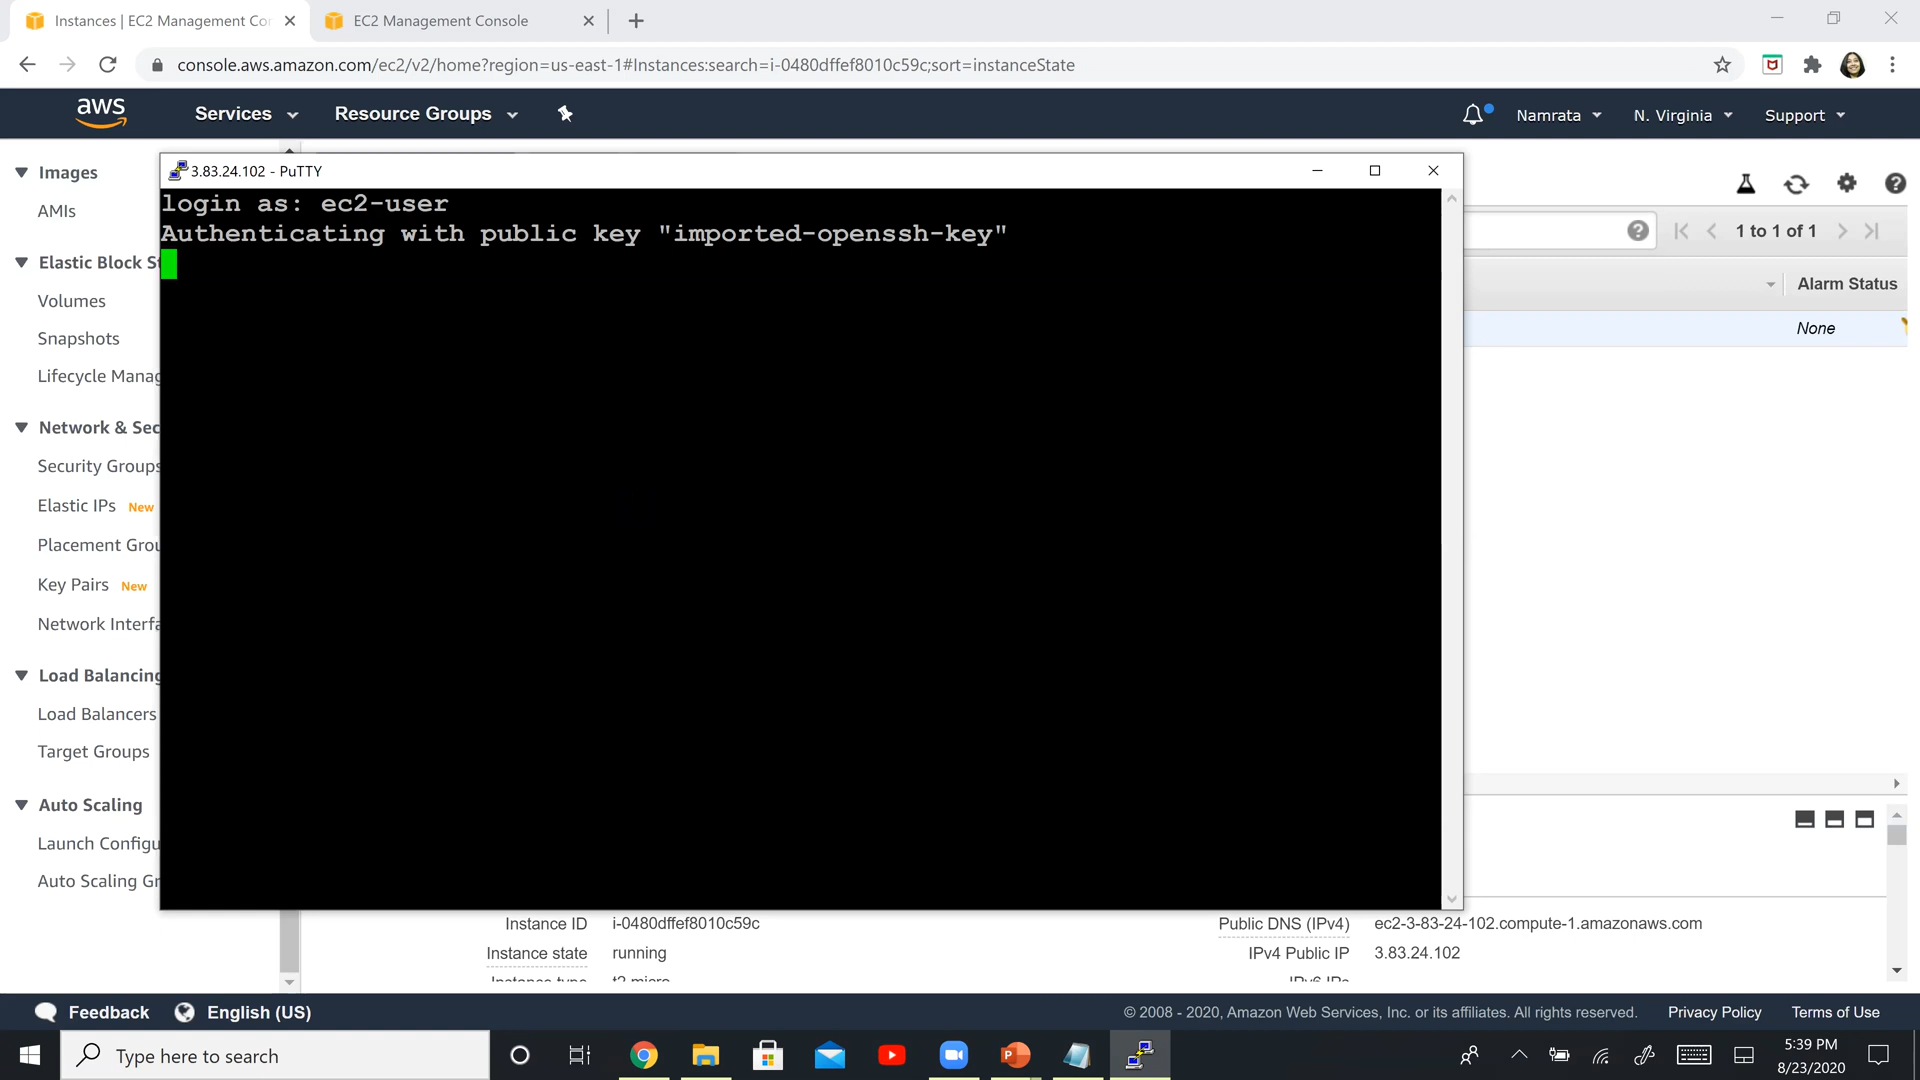 Instances | EC2 Management Co
EC2 Management Console
console.aws.amazon.com/ec2/v2/home?region=us-east-1#Instances:search=i-0480dffef8010c59c;sort=instanceState
aws
Services
Resource Groups
Namrata
N. Virginia
Support
Images
AMIs
Elastic Block S
Volumes
Snapshots
Lifecycle Manag
Network & Sec
Security Groups
Elastic IPs New
Placement Grou
Key Pairs New
Network Interfa
Load Balancing
Load Balancers
Target Groups
Auto Scaling
Launch Configu
Auto Scaling Gr
3.83.24.102 - PuTTY
login as: ec2-user
Authenticating with public key "imported-openssh-key"
1 to 1 of 1
Alarm Status
None
Instance ID i-0480dffef8010c59c
Public DNS (IPv4) ec2-3-83-24-102.compute-1.amazonaws.com
Instance state running
IPv4 Public IP 3.83.24.102
Instance type t2.micro
IPv6 IPs
Feedback
English (US)
© 2008 - 2020, Amazon Web Services, Inc. or its affiliates. All rights reserved.
Privacy Policy
Terms of Use
Type here to search
5:39 PM
8/23/2020